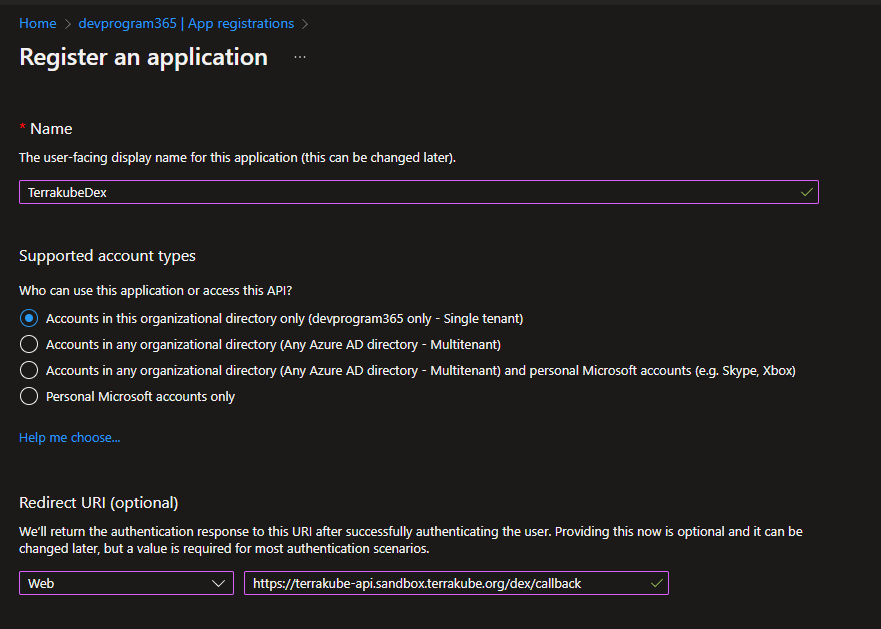 Home > devprogram365 | App registrations >
Register an application ...
* Name
The user-facing display name for this application (this can be changed later).
TerrakubeDex
Supported account types
Who can use this application or access this API?
Accounts in this organizational directory only (devprogram365 only - Single tenant)
Accounts in any organizational directory (Any Azure AD directory - Multitenant)
Accounts in any organizational directory (Any Azure AD directory - Multitenant) and personal Microsoft accounts (e.g. Skype, Xbox)
Personal Microsoft accounts only
Help me choose...
Redirect URI (optional)
We'll return the authentication response to this URI after successfully authenticating the user. Providing this now is optional and it can be
changed later, but a value is required for most authentication scenarios.
Web https://terrakube-api.sandbox.terrakube.org/dex/callback